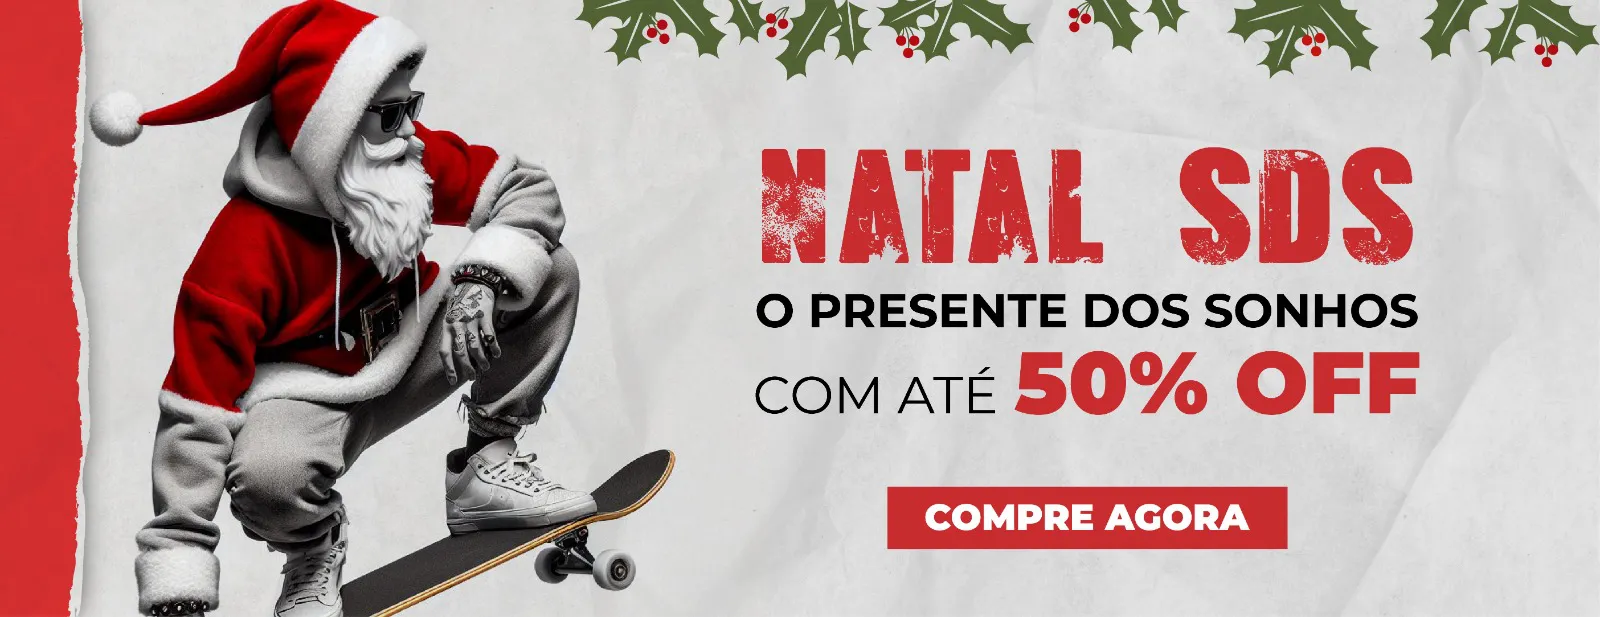 NATAL SDS
O PRESENTE DOS SONHOS
COM ATÉ 50% OFF
COMPRE AGORA